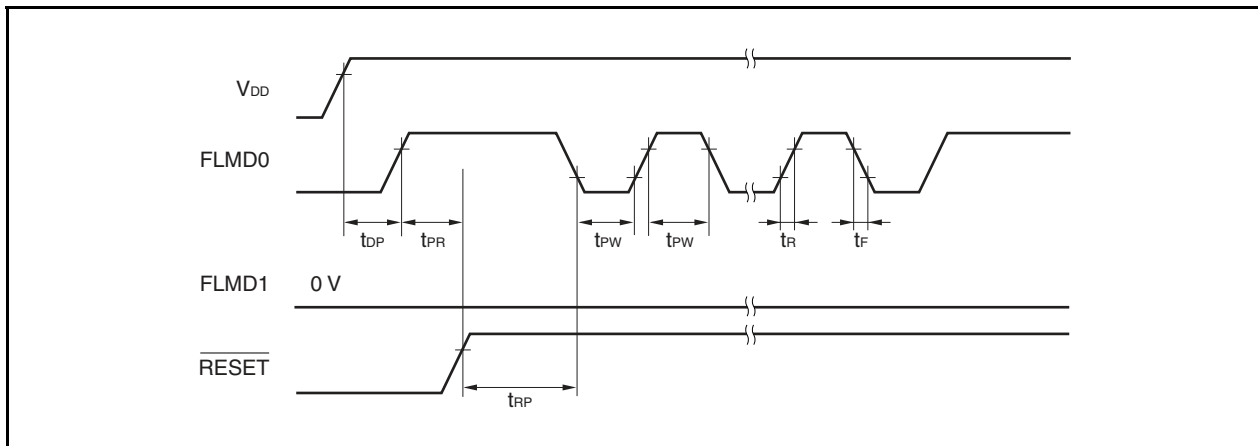 VDD
FLMD0
tDP
tPR
tPW
tPW
tR
tF
FLMD1 0 V
RESET
tRP